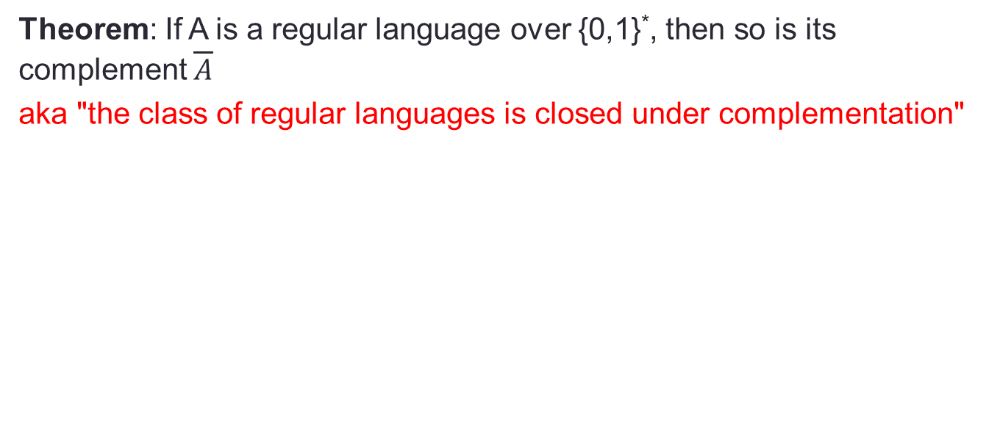 Theorem: If A is a regular language over {0,1}*, then so is its
complement A̅
aka "the class of regular languages is closed under complementation"